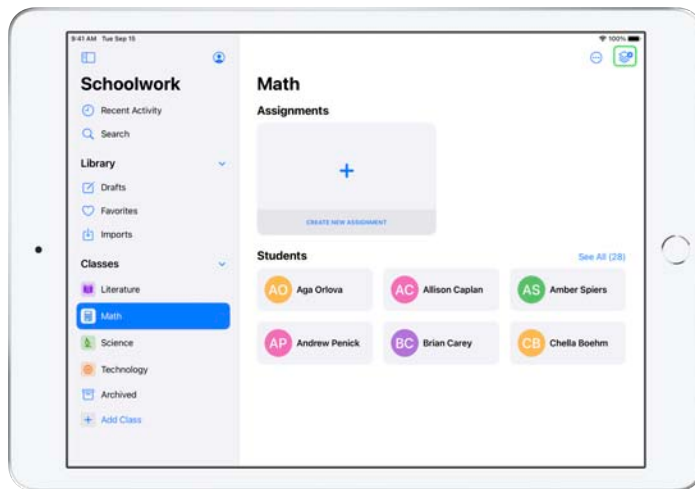 9:41 AM Tue Sep 15
100%
Schoolwork
Recent Activity
Search
Library
Drafts
Favorites
Imports
Classes
Literature
Math
Science
Technology
Archived
Add Class
Math
Assignments
CREATE NEW ASSIGNMENT
Students
See All (28)
AO Aga Orlova
AC Allison Caplan
AS Amber Spiers
AP Andrew Penick
BC Brian Carey
CB Chella Boehm